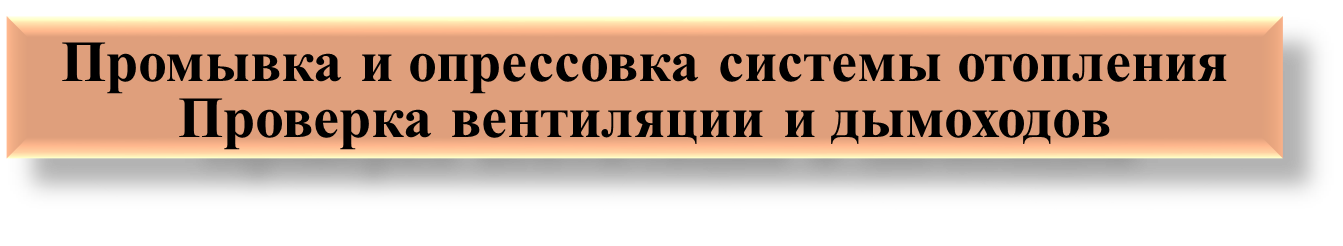 Промывка и опрессовка системы отопления
Проверка вентиляции и дымоходов